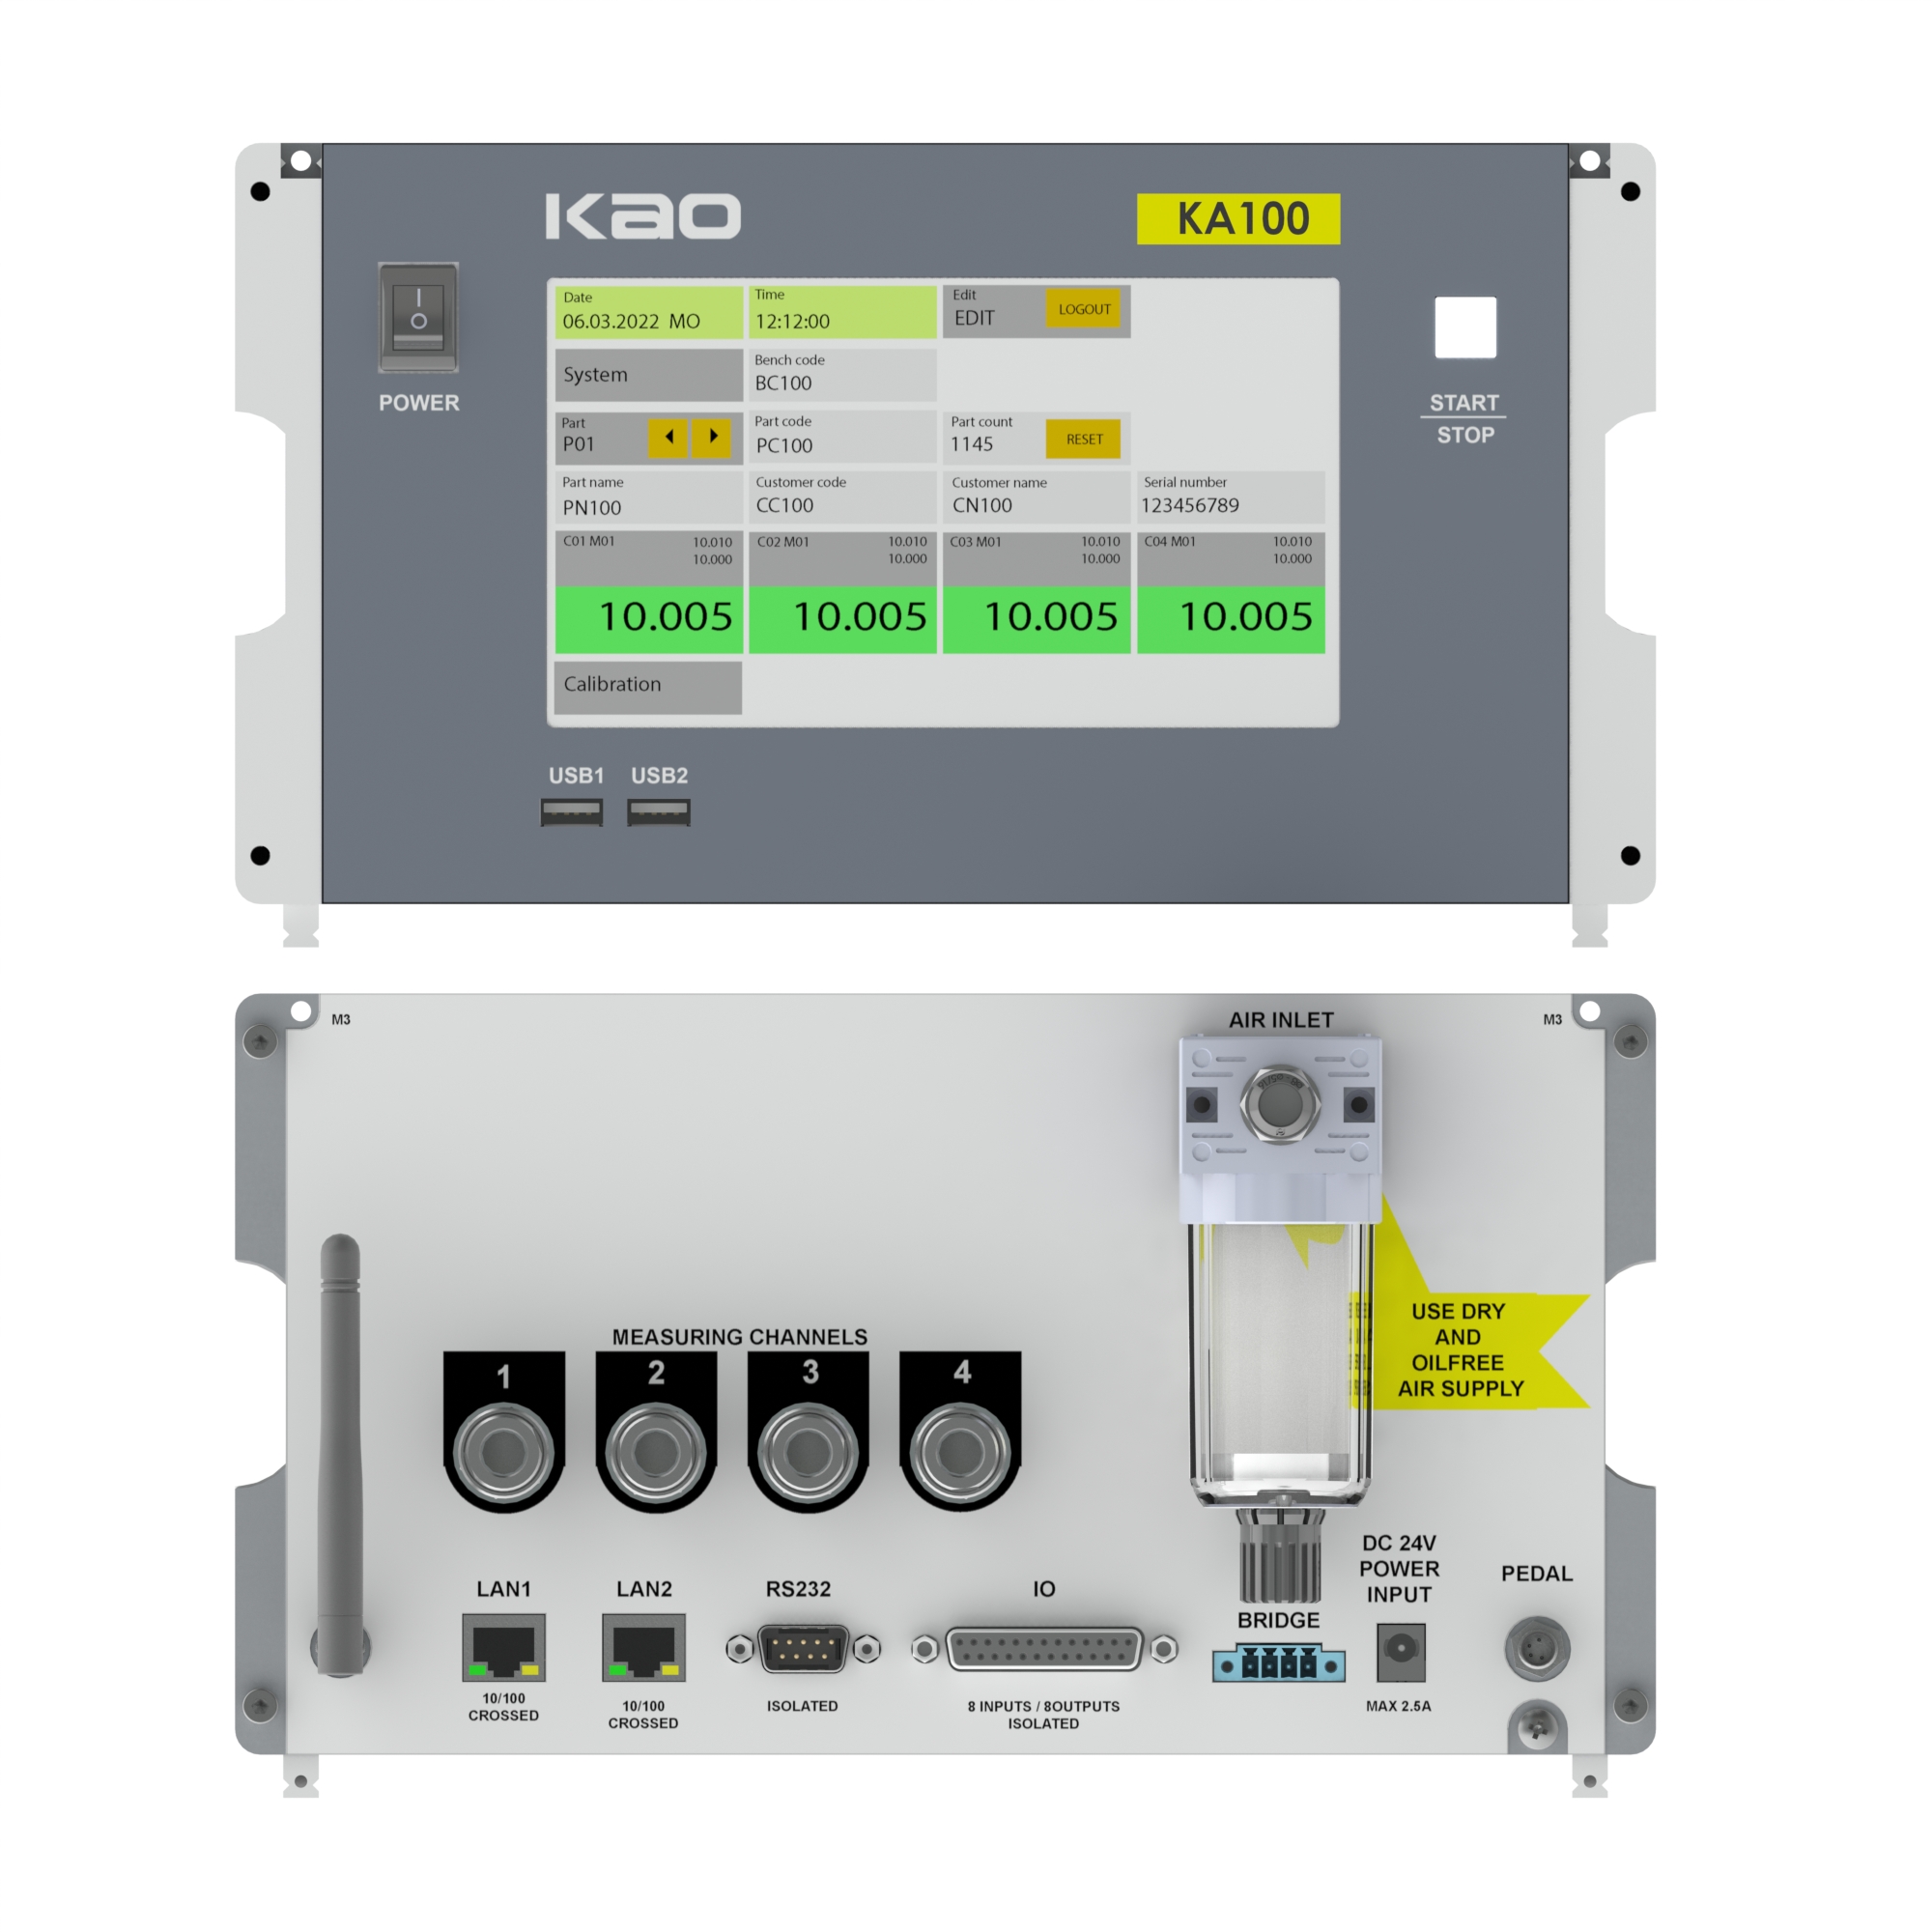 Kao
KA100
POWER
Date
06.03.2022 MO
Time
12:12:00
Edit
EDIT
LOGOUT
System
Bench code
BC100
Part
P01
Part code
PC100
Part count
1145
RESET
Part name
PN100
Customer code
CC100
Customer name
CN100
Serial number
123456789
C01 M01
10.010
10.000
10.005
C02 M01
10.010
10.000
10.005
C03 M01
10.010
10.000
10.005
C04 M01
10.010
10.000
10.005
Calibration
START
STOP
USB1
USB2
M3
AIR INLET
M3
USE DRY
AND
OILFREE
AIR SUPPLY
MEASURING CHANNELS
1
2
3
4
LAN1
10/100
CROSSED
LAN2
10/100
CROSSED
RS232
ISOLATED
IO
8 INPUTS / 8OUTPUTS
ISOLATED
BRIDGE
DC 24V
POWER
INPUT
MAX 2.5A
PEDAL